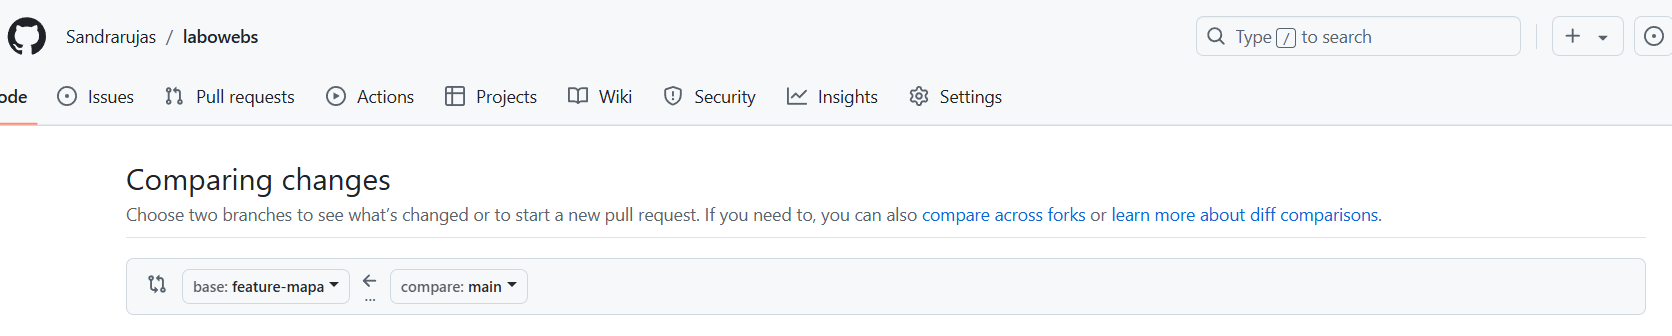 Sandrarujas / labowebs
Type / to search
ode Issues Pull requests Actions Projects Wiki Security Insights Settings
Comparing changes
Choose two branches to see what's changed or to start a new pull request. If you need to, you can also compare across forks or learn more about diff comparisons.
base: feature-mapa ... compare: main